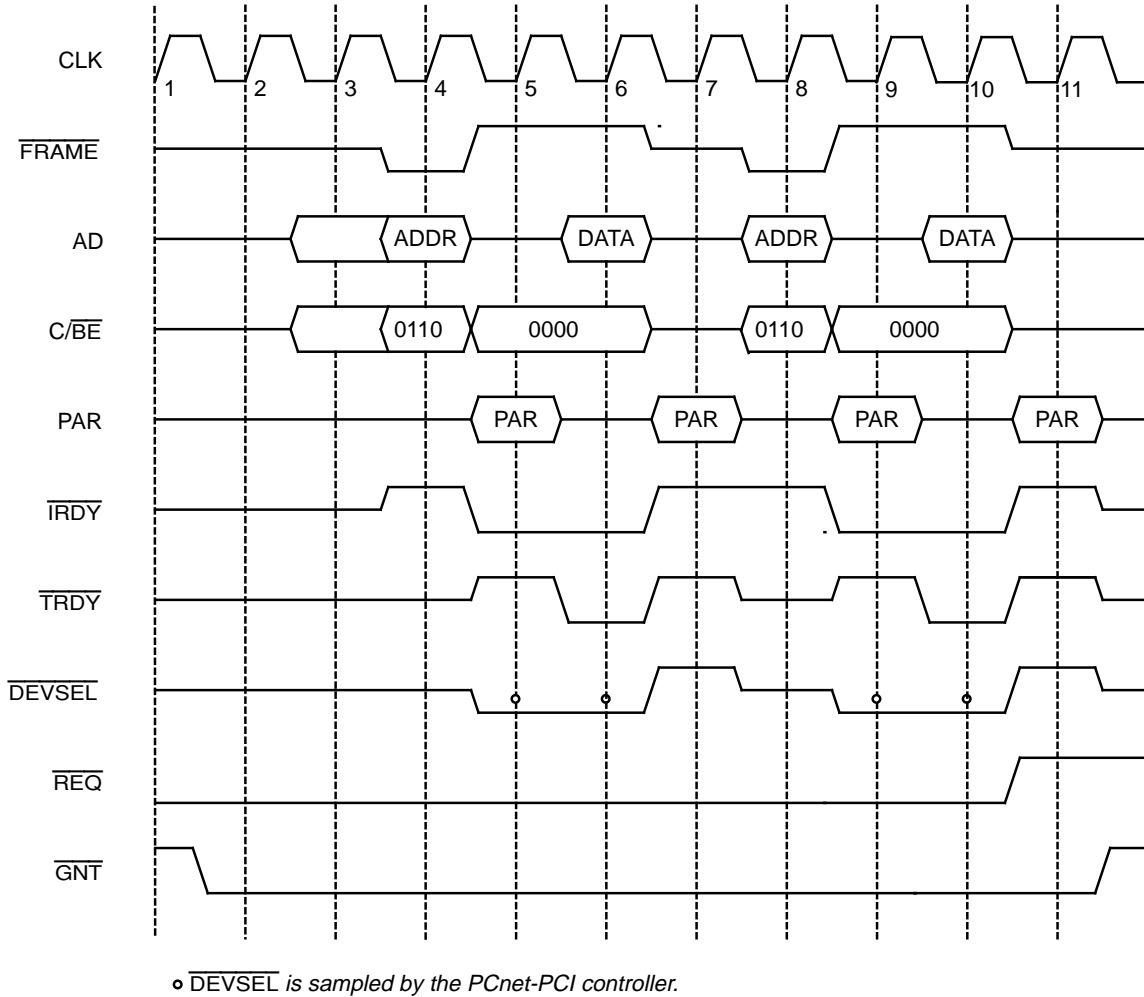 CLK
1 2 3 4 5 6 7 8 9 10 11
FRAME
AD ADDR DATA ADDR DATA
C/BE 0110 0000 0110 0000
PAR PAR PAR PAR PAR
IRDY
TRDY
DEVSEL
REQ
GNT
DEVSEL is sampled by the PCnet-PCI controller.